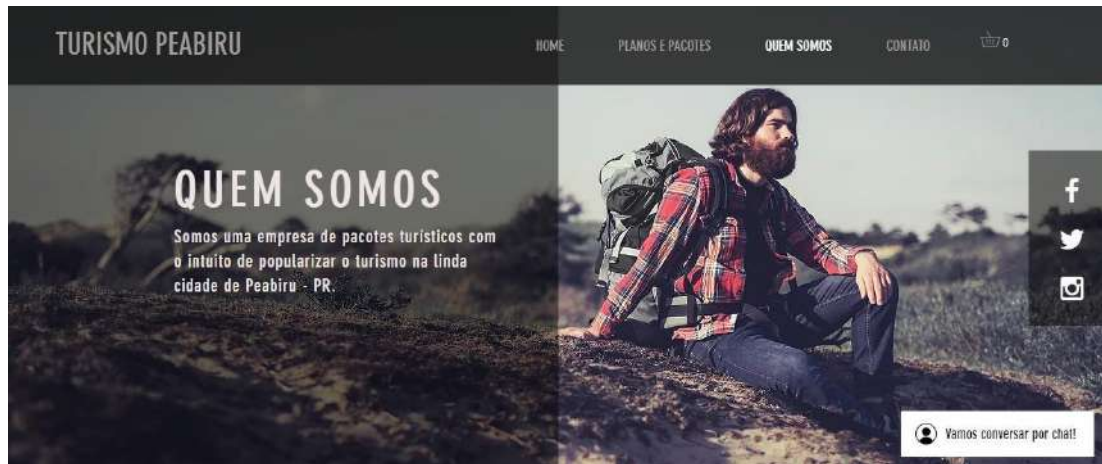 TURISMO PEABIRU
HOME PLANOS E PACOTES QUEM SOMOS CONTATO 0
QUEM SOMOS
Somos uma empresa de pacotes turísticos com
o intuito de popularizar o turismo na linda
cidade de Peabiru - PR.
Vamos conversar por chat!